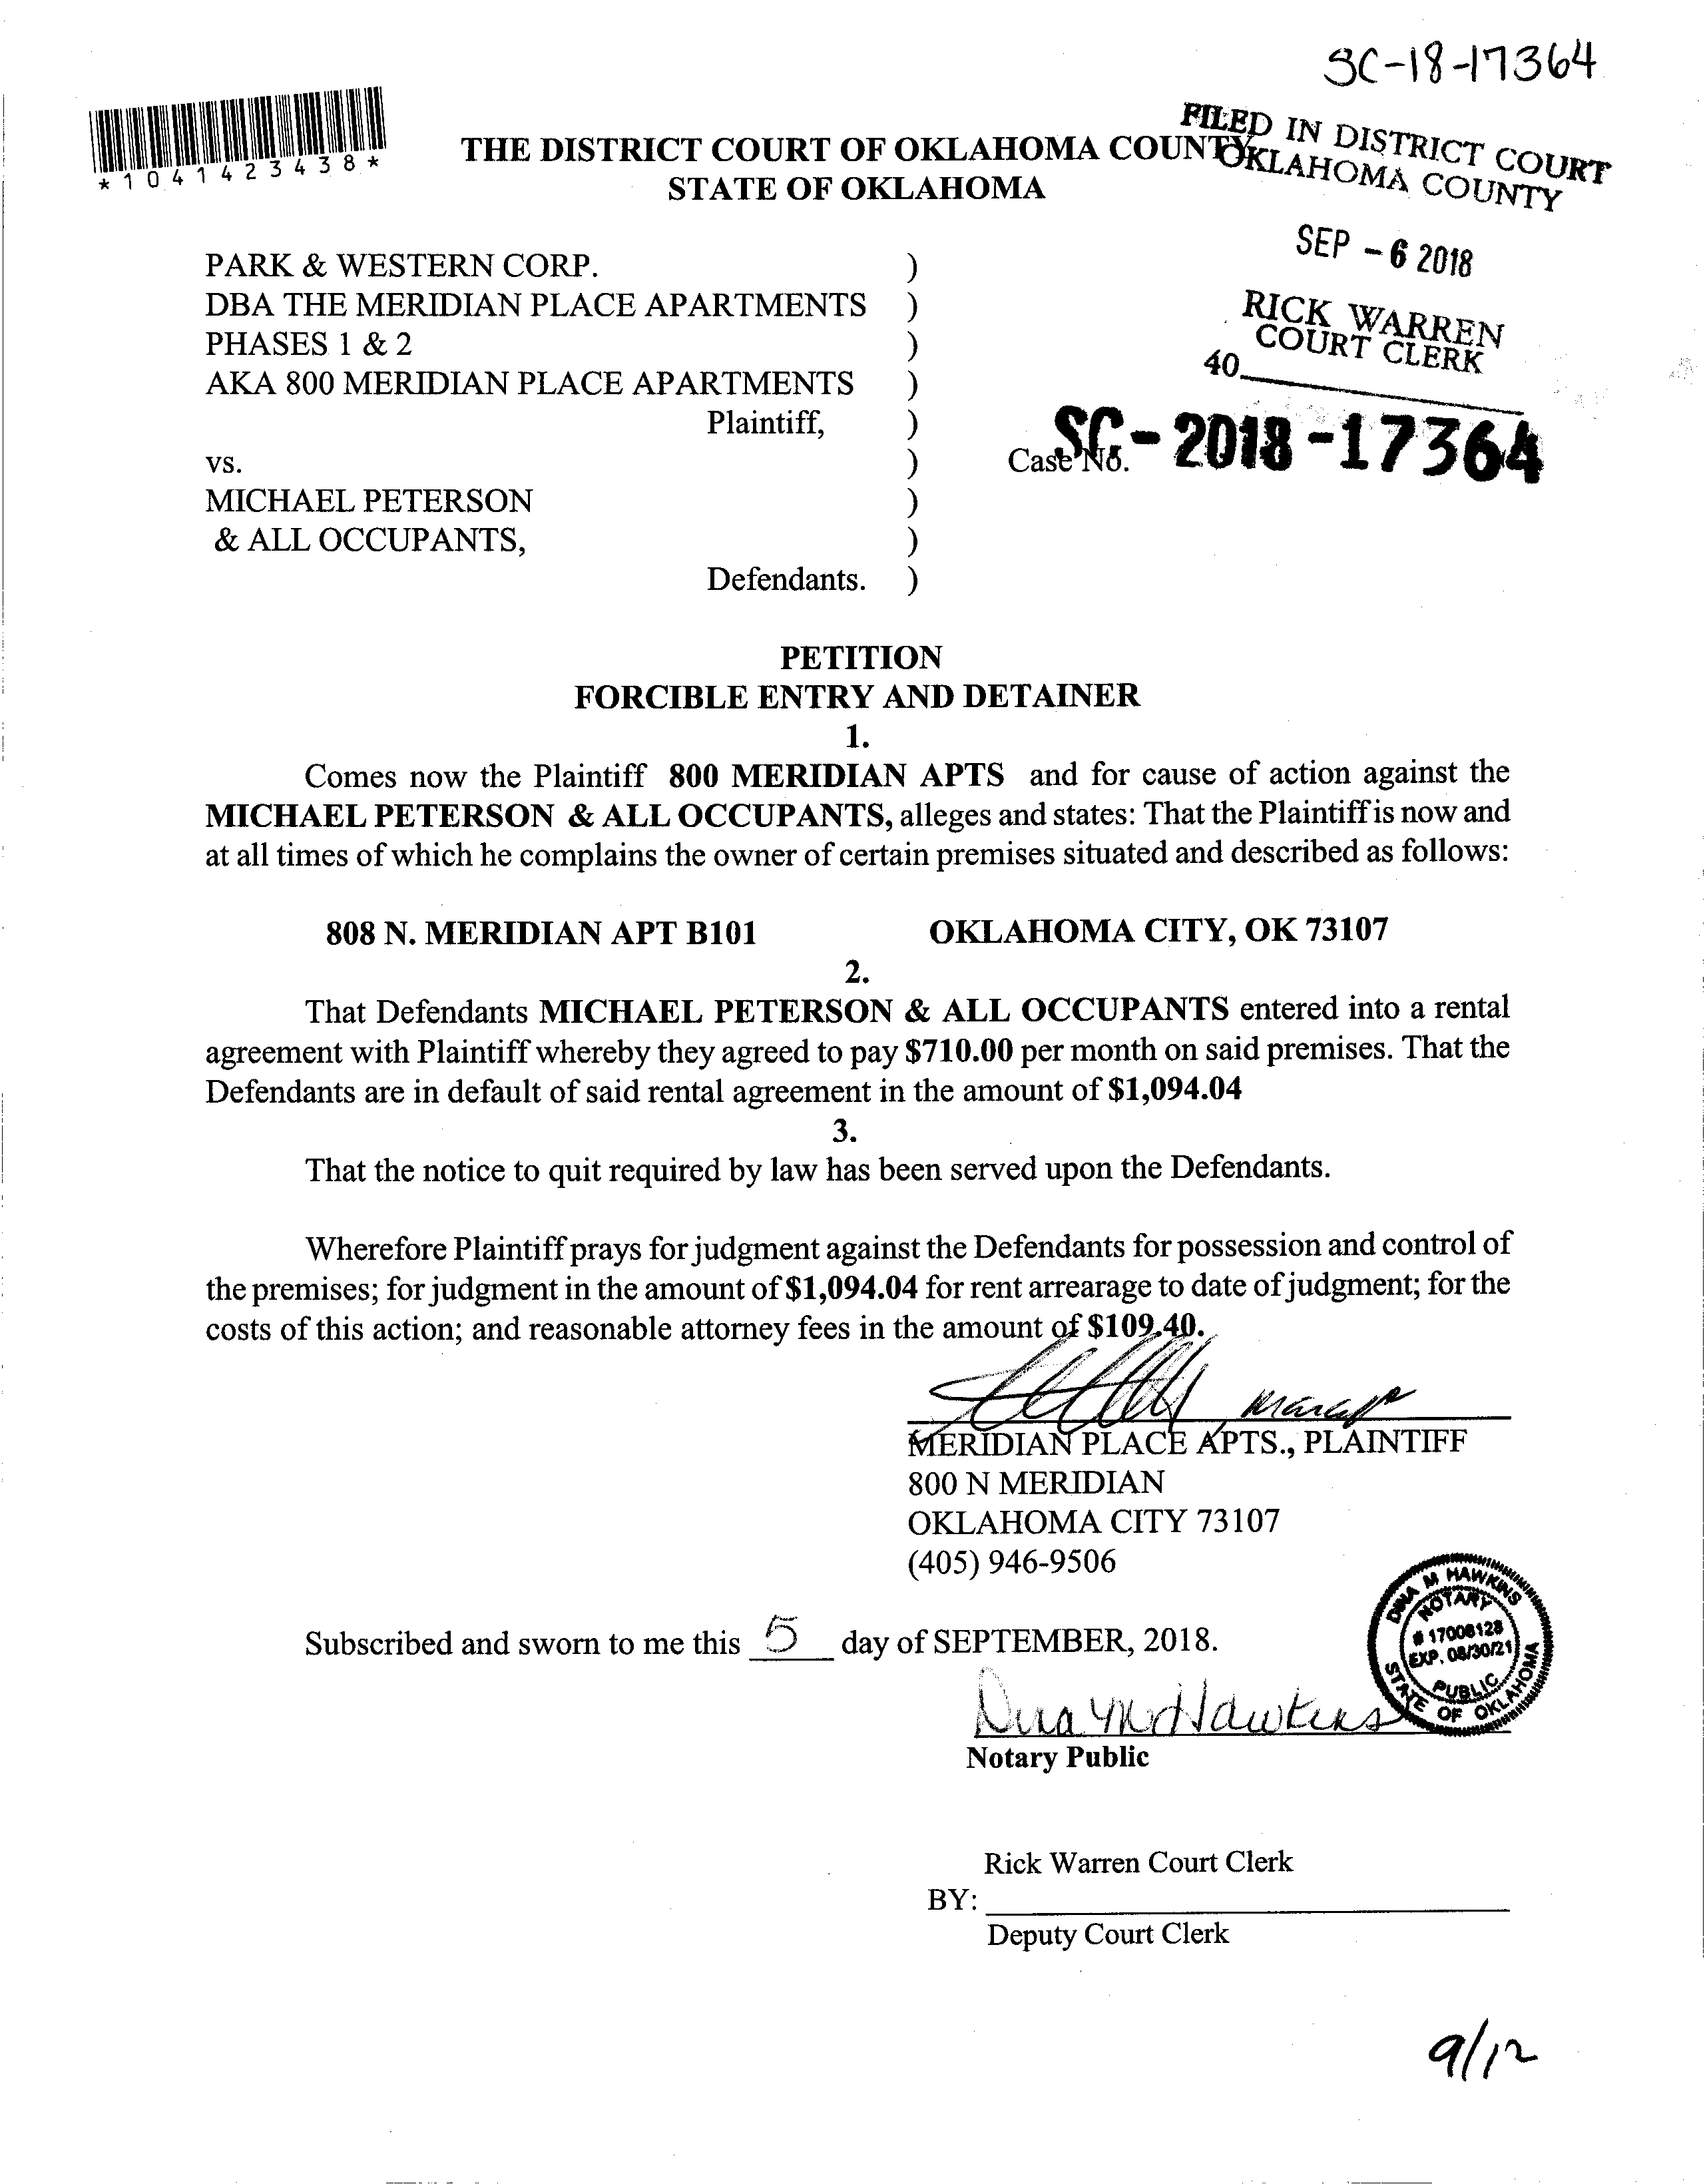 SC-18-17364
*1041423438*
THE DISTRICT COURT OF OKLAHOMA COUNTY
STATE OF OKLAHOMA
FILED IN DISTRICT COURT
OKLAHOMA COUNTY
SEP - 6 2018
RICK WARREN
COURT CLERK
40
PARK & WESTERN CORP. )
DBA THE MERIDIAN PLACE APARTMENTS )
PHASES 1 & 2 )
AKA 800 MERIDIAN PLACE APARTMENTS )
Plaintiff, )
Case No. SC-2018-17364
vs. )
MICHAEL PETERSON )
& ALL OCCUPANTS, )
Defendants. )
PETITION
FORCIBLE ENTRY AND DETAINER
1.
Comes now the Plaintiff 800 MERIDIAN APTS and for cause of action against the
MICHAEL PETERSON & ALL OCCUPANTS, alleges and states: That the Plaintiff is now and
at all times of which he complains the owner of certain premises situated and described as follows:
808 N. MERIDIAN APT B101 OKLAHOMA CITY, OK 73107
2.
That Defendants MICHAEL PETERSON & ALL OCCUPANTS entered into a rental
agreement with Plaintiff whereby they agreed to pay $710.00 per month on said premises. That the
Defendants are in default of said rental agreement in the amount of $1,094.04
3.
That the notice to quit required by law has been served upon the Defendants.
Wherefore Plaintiff prays for judgment against the Defendants for possession and control of
the premises; for judgment in the amount of $1,094.04 for rent arrearage to date of judgment; for the
costs of this action; and reasonable attorney fees in the amount of $109.40.
MERIDIAN PLACE APTS., PLAINTIFF
800 N MERIDIAN
OKLAHOMA CITY 73107
(405) 946-9506
Subscribed and sworn to me this 5 day of SEPTEMBER, 2018.
DINA M HAWKINS
NOTARY
# 17008128
EXP. 08/30/21
PUBLIC
STATE OF OKLAHOMA
Dina M Hawkins
Notary Public
Rick Warren Court Clerk
BY:
Deputy Court Clerk
9/12